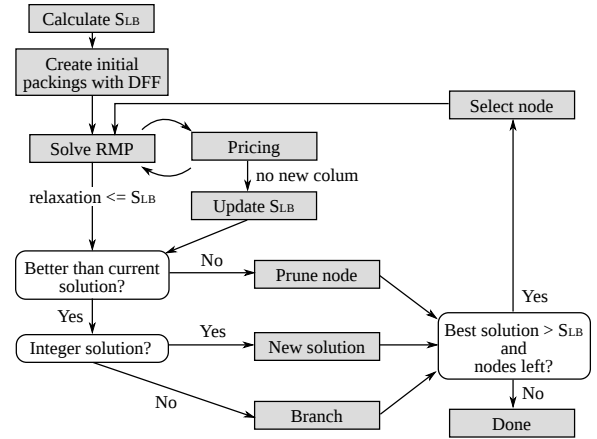 Calculate SLB
Create initial
packings with DFF
Select node
Solve RMP
Pricing
no new colum
relaxation <= SLB
Update SLB
Better than current
solution?
No
Prune node
Yes
Yes
Integer solution?
Yes
New solution
Best solution > SLB
and
nodes left?
No
Branch
No
Done